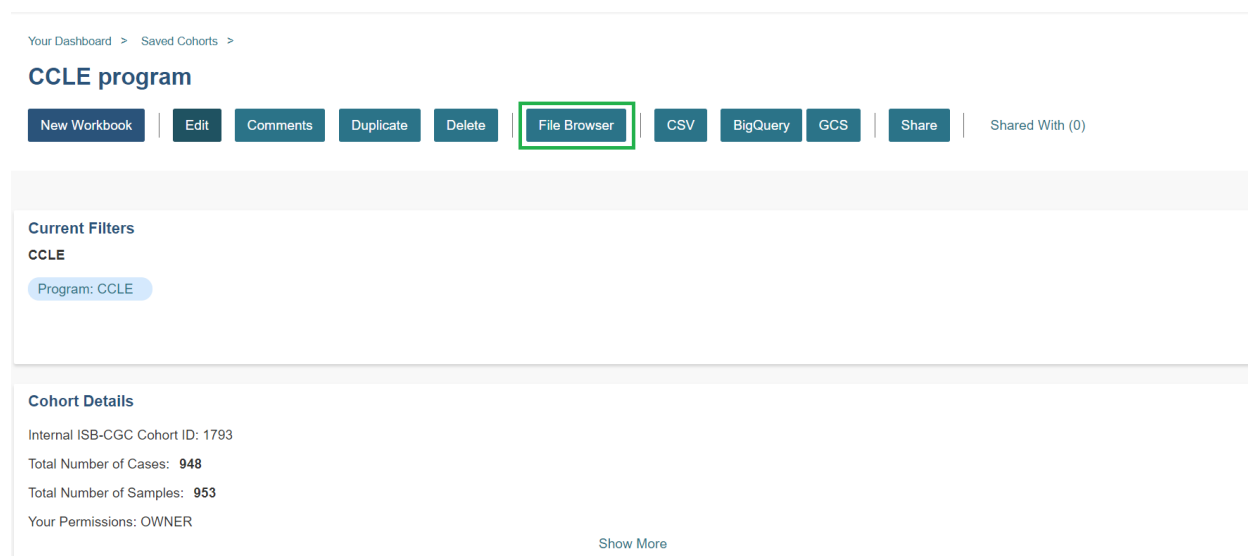 Your Dashboard > Saved Cohorts >
CCLE program
New Workbook Edit Comments Duplicate Delete File Browser CSV BigQuery GCS Share Shared With (0)
Current Filters
CCLE
Program: CCLE
Cohort Details
Internal ISB-CGC Cohort ID: 1793
Total Number of Cases: 948
Total Number of Samples: 953
Your Permissions: OWNER
Show More